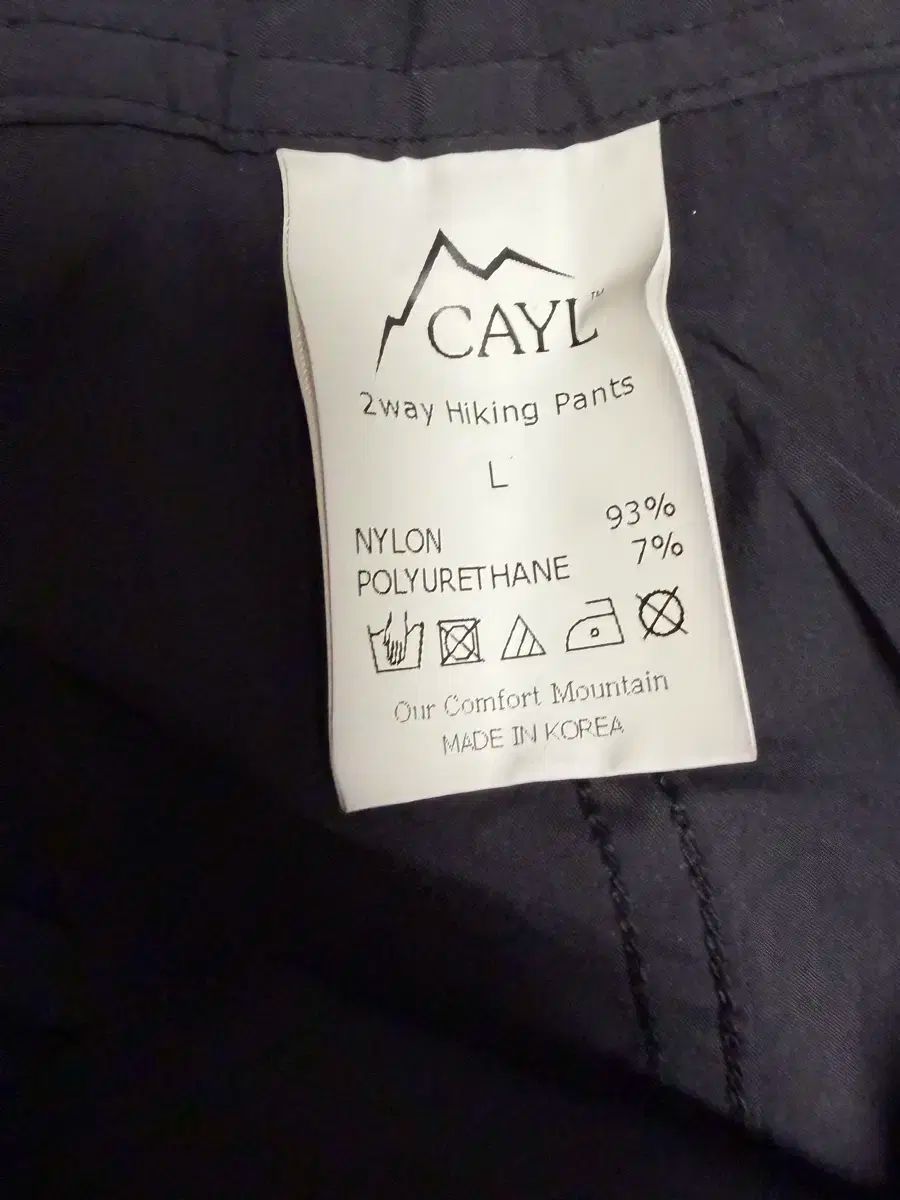 CAYL™
2way Hiking Pants
L
NYLON 93%
POLYURETHANE 7%
Our Comfort Mountain
MADE IN KOREA